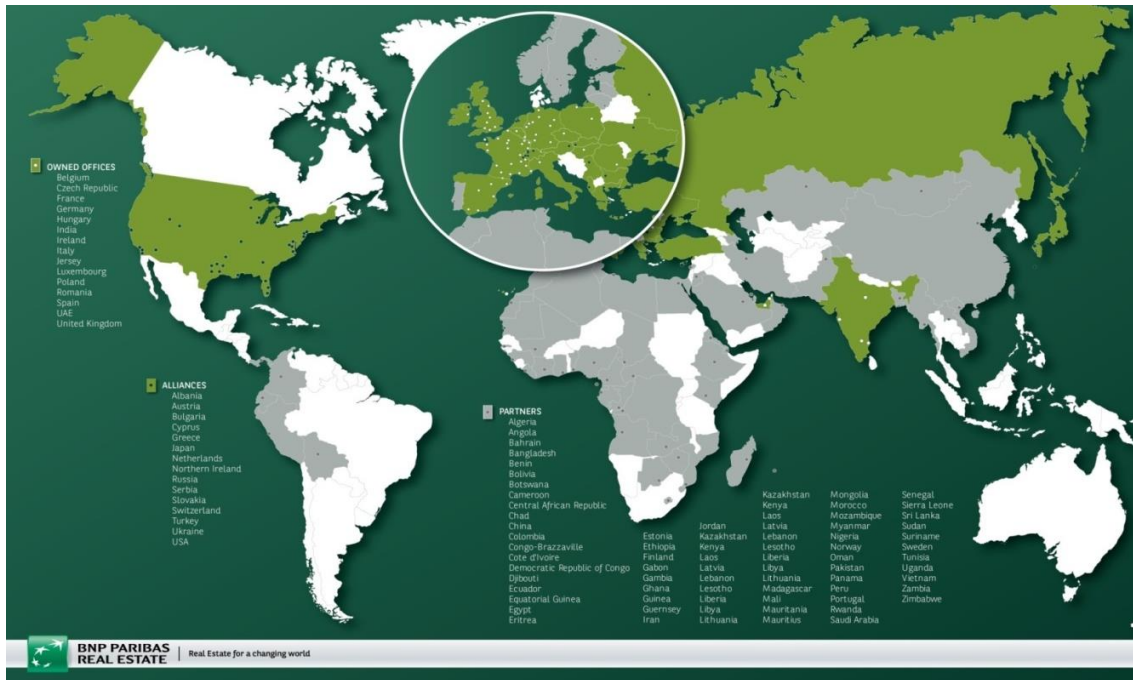 OWNED OFFICES
Belgium
Czech Republic
France
Germany
Hungary
India
Ireland
Italy
Jersey
Luxembourg
Poland
Romania
Spain
UAE
United Kingdom
ALLIANCES
Albania
Austria
Bulgaria
Cyprus
Greece
Japan
Netherlands
Northern Ireland
Russia
Serbia
Slovakia
Switzerland
Turkey
Ukraine
USA
PARTNERS
Algeria
Angola
Bahrain
Bangladesh
Benin
Bolivia
Botswana
Cameroon
Central African Republic
Chad
China
Colombia
Congo-Brazzaville
Cote d'Ivoire
Democratic Republic of Congo
Djibouti
Ecuador
Equatorial Guinea
Egypt
Eritrea
Estonia
Ethiopia
Finland
Gabon
Gambia
Ghana
Guinea
Guernsey
Iran
Jordan
Kazakhstan
Kenya
Laos
Latvia
Lebanon
Lesotho
Liberia
Libya
Lithuania
Kazakhstan
Kenya
Laos
Latvia
Lebanon
Lesotho
Liberia
Libya
Lithuania
Madagascar
Mali
Mauritania
Mauritius
Mongolia
Morocco
Mozambique
Myanmar
Nigeria
Norway
Oman
Pakistan
Panama
Peru
Portugal
Rwanda
Saudi Arabia
Senegal
Sierra Leone
Sri Lanka
Sudan
Suriname
Sweden
Tunisia
Uganda
Vietnam
Zambia
Zimbabwe
BNP PARIBAS
REAL ESTATE
Real Estate for a changing world